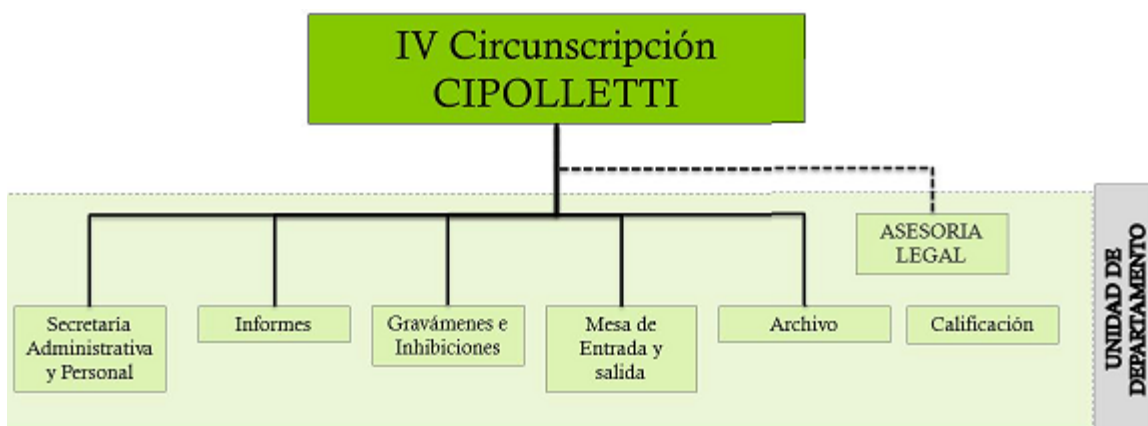 IV Circunscripción
CIPOLLETTI
ASESORIA
LEGAL
Secretaría
Administrativa
y Personal
Informes
Gravámenes e
Inhibiciones
Mesa de
Entrada y
salida
Archivo
Calificación
UNIDAD DE
DEPARTAMENTO